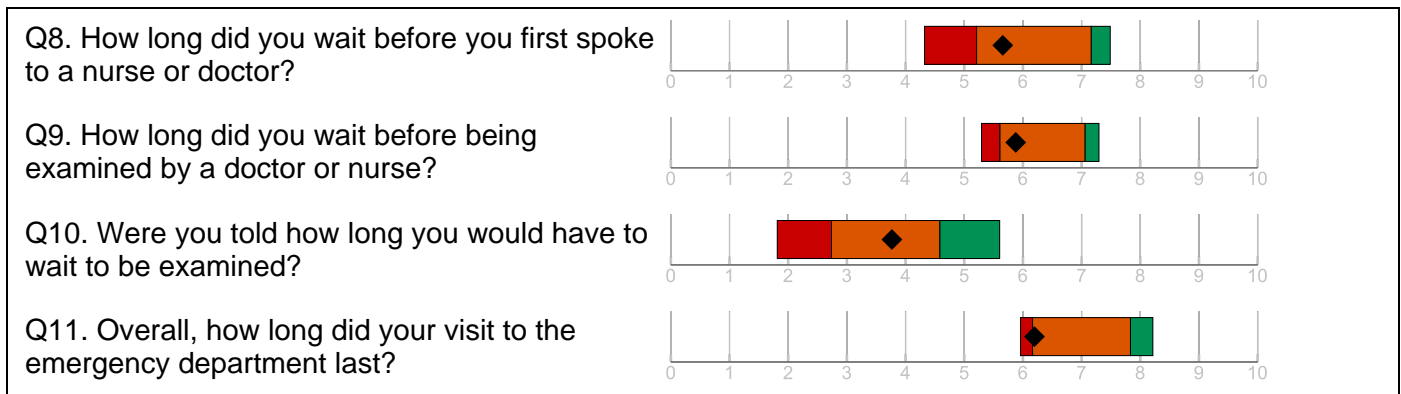 Q8. How long did you wait before you first spoke
to a nurse or doctor?
0 1 2 3 4 5 6 7 8 9 10
Q9. How long did you wait before being
examined by a doctor or nurse?
0 1 2 3 4 5 6 7 8 9 10
Q10. Were you told how long you would have to
wait to be examined?
0 1 2 3 4 5 6 7 8 9 10
Q11. Overall, how long did your visit to the
emergency department last?
0 1 2 3 4 5 6 7 8 9 10